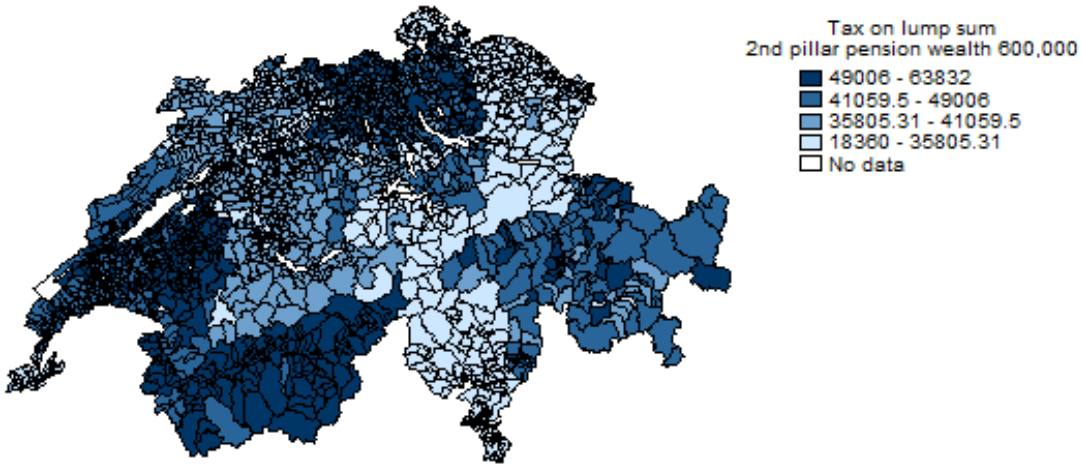 Tax on lump sum
2nd pillar pension wealth 600,000
49006 - 63832
41059.5 - 49006
35805.31 - 41059.5
18360 - 35805.31
No data